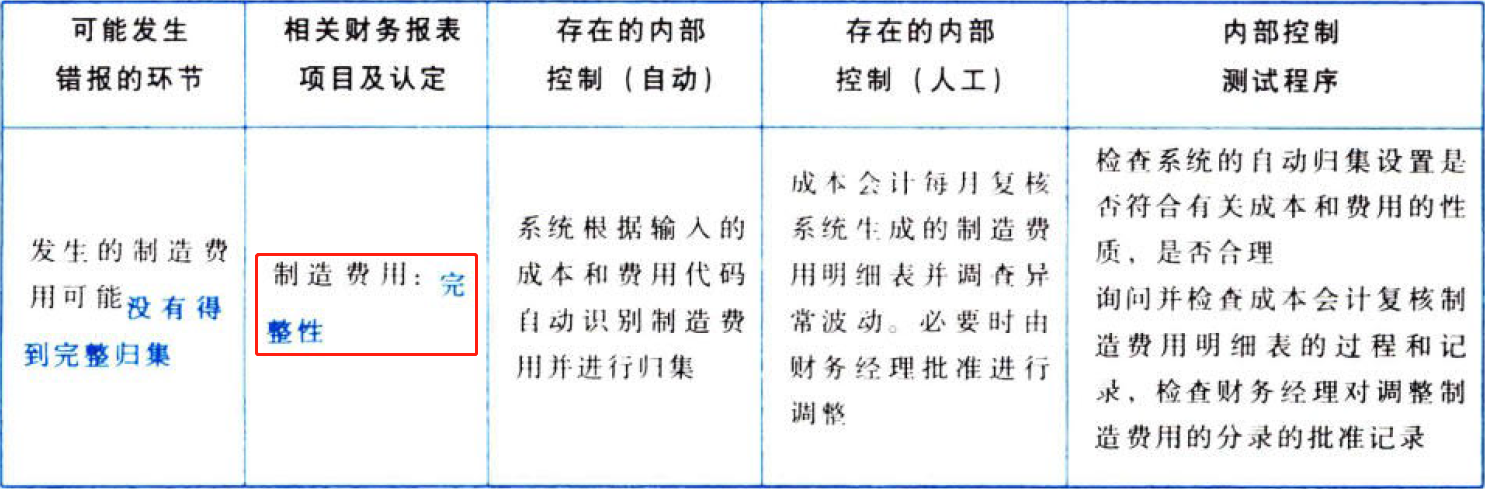 可能发生
错报的环节
相关财务报表
项目及认定
存在的内部
控制（自动）
存在的内部
控制（人工）
内部控制
测试程序
发生的制造费
用可能没有得
到完整归集
制造费用：完
整性
系统根据输入的
成本和费用代码
自动识别制造费
用并进行归集
成本会计每月复核
系统生成的制造费
用明细表并调查异
常波动。必要时由
财务经理批准进行
调整
检查系统的自动归集设置是
否符合有关成本和费用的性
质，是否合理
询问并检查成本会计复核制
造费用明细表的过程和记
录，检查财务经理对调整制
造费用的分录的批准记录